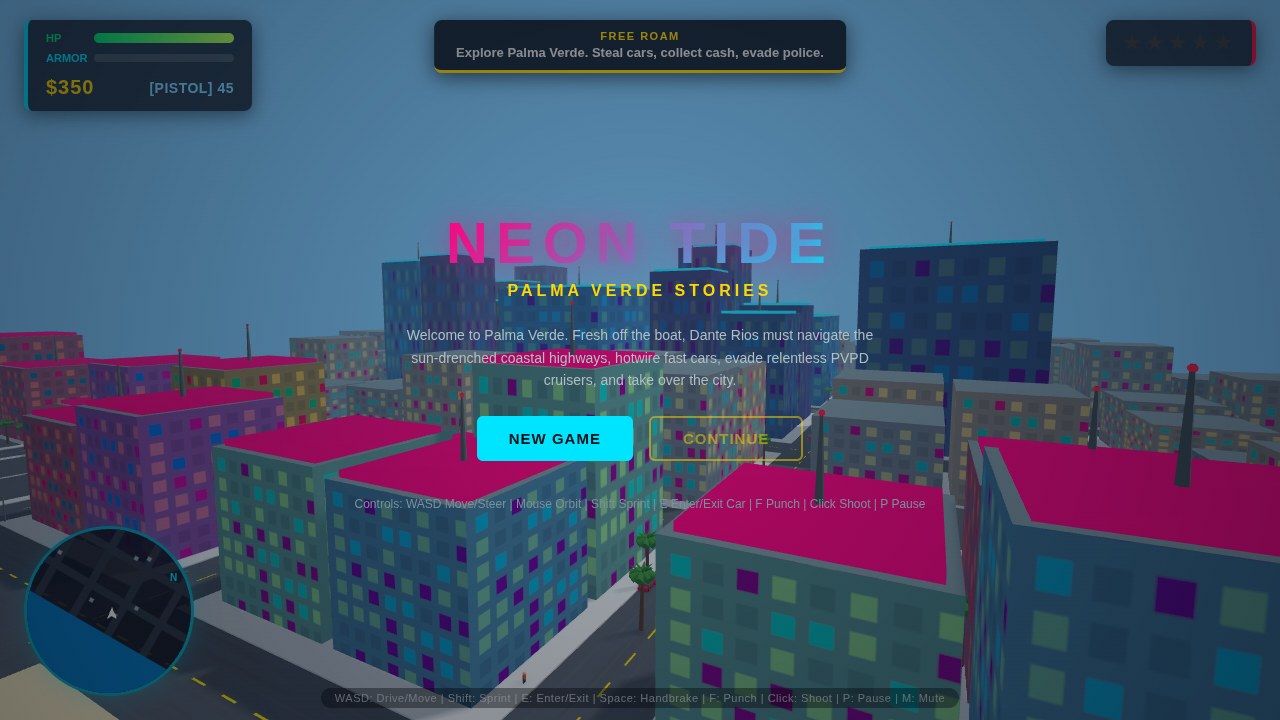 HP
ARMOR
$350 [PISTOL] 45
FREE ROAM
Explore Palma Verde. Steal cars, collect cash, evade police.
★ ★ ★ ★ ★
NEON TIDE
PALMA VERDE STORIES
Welcome to Palma Verde. Fresh off the boat, Dante Rios must navigate the
sun-drenched coastal highways, hotwire fast cars, evade relentless PVPD
cruisers, and take over the city.
NEW GAME
CONTINUE
Controls: WASD Move/Steer | Mouse Orbit | Shift Sprint | E Enter/Exit Car | F Punch | Click Shoot | P Pause
N
WASD: Drive/Move | Shift: Sprint | E: Enter/Exit | Space: Handbrake | F: Punch | Click: Shoot | P: Pause | M: Mute